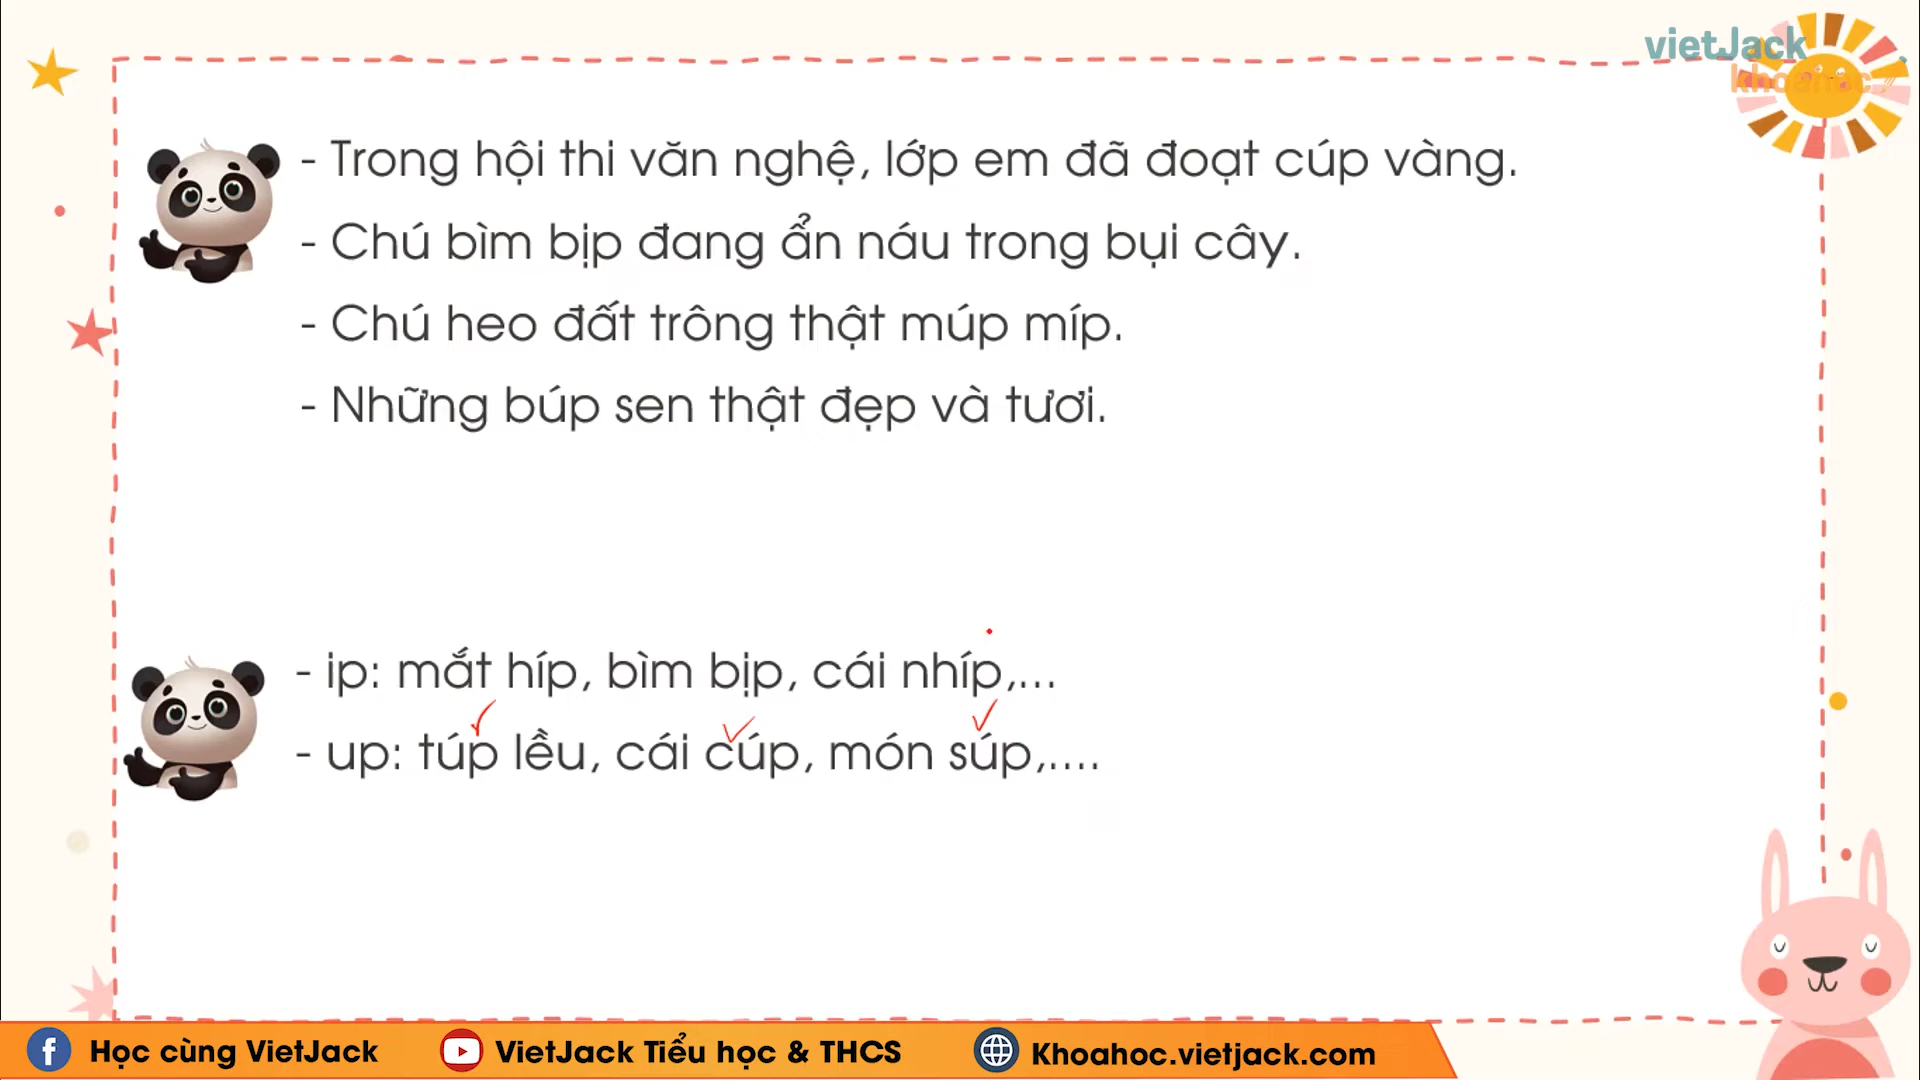 vietJack
khoahoc
- Trong hội thi văn nghệ, lớp em đã đoạt cúp vàng.
- Chú bìm bịp đang ẩn náu trong bụi cây.
- Chú heo đất trông thật múp míp.
- Những búp sen thật đẹp và tươi.
- ip: mắt híp, bìm bịp, cái nhíp,...
- up: túp lều, cái cúp, món súp,....
Học cùng VietJack
VietJack Tiểu học & THCS
Khoahoc.vietjack.com